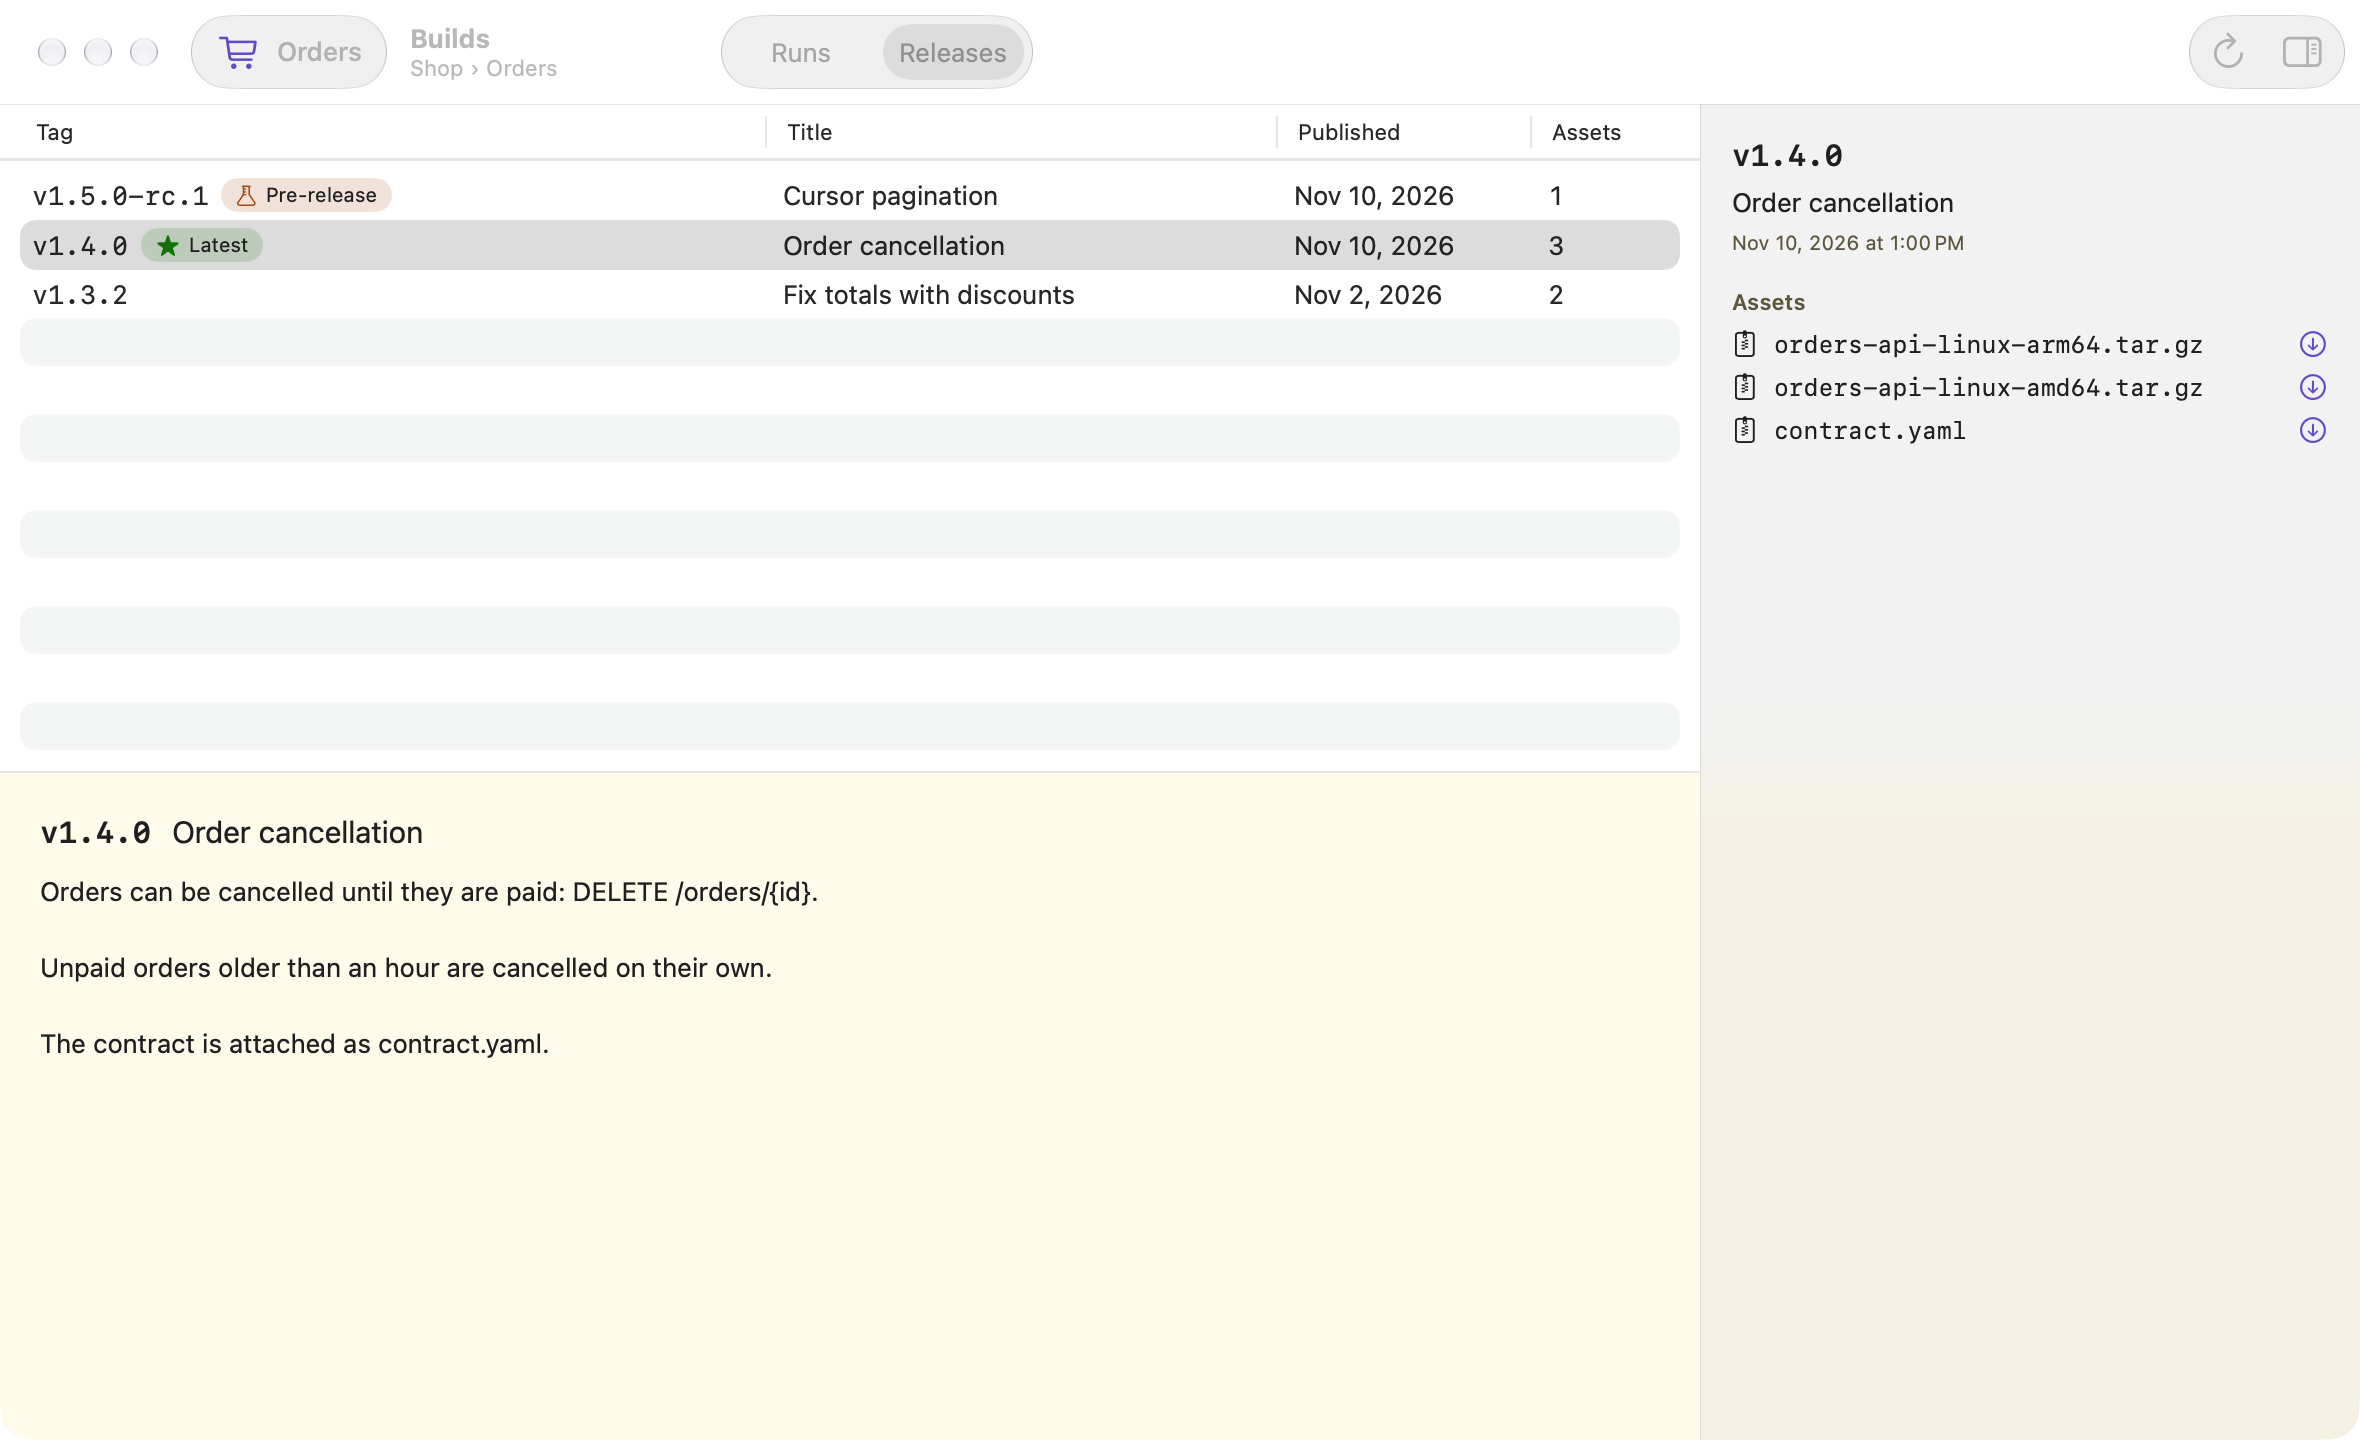 Orders
Builds
Shop › Orders
Runs
Releases
Tag
Title
Published
Assets
v1.5.0-rc.1 Pre-release Cursor pagination Nov 10, 2026 1
v1.4.0 Latest Order cancellation Nov 10, 2026 3
v1.3.2 Fix totals with discounts Nov 2, 2026 2
v1.4.0 Order cancellation
Orders can be cancelled until they are paid: DELETE /orders/{id}.
Unpaid orders older than an hour are cancelled on their own.
The contract is attached as contract.yaml.
v1.4.0
Order cancellation
Nov 10, 2026 at 1:00 PM
Assets
orders-api-linux-arm64.tar.gz
orders-api-linux-amd64.tar.gz
contract.yaml